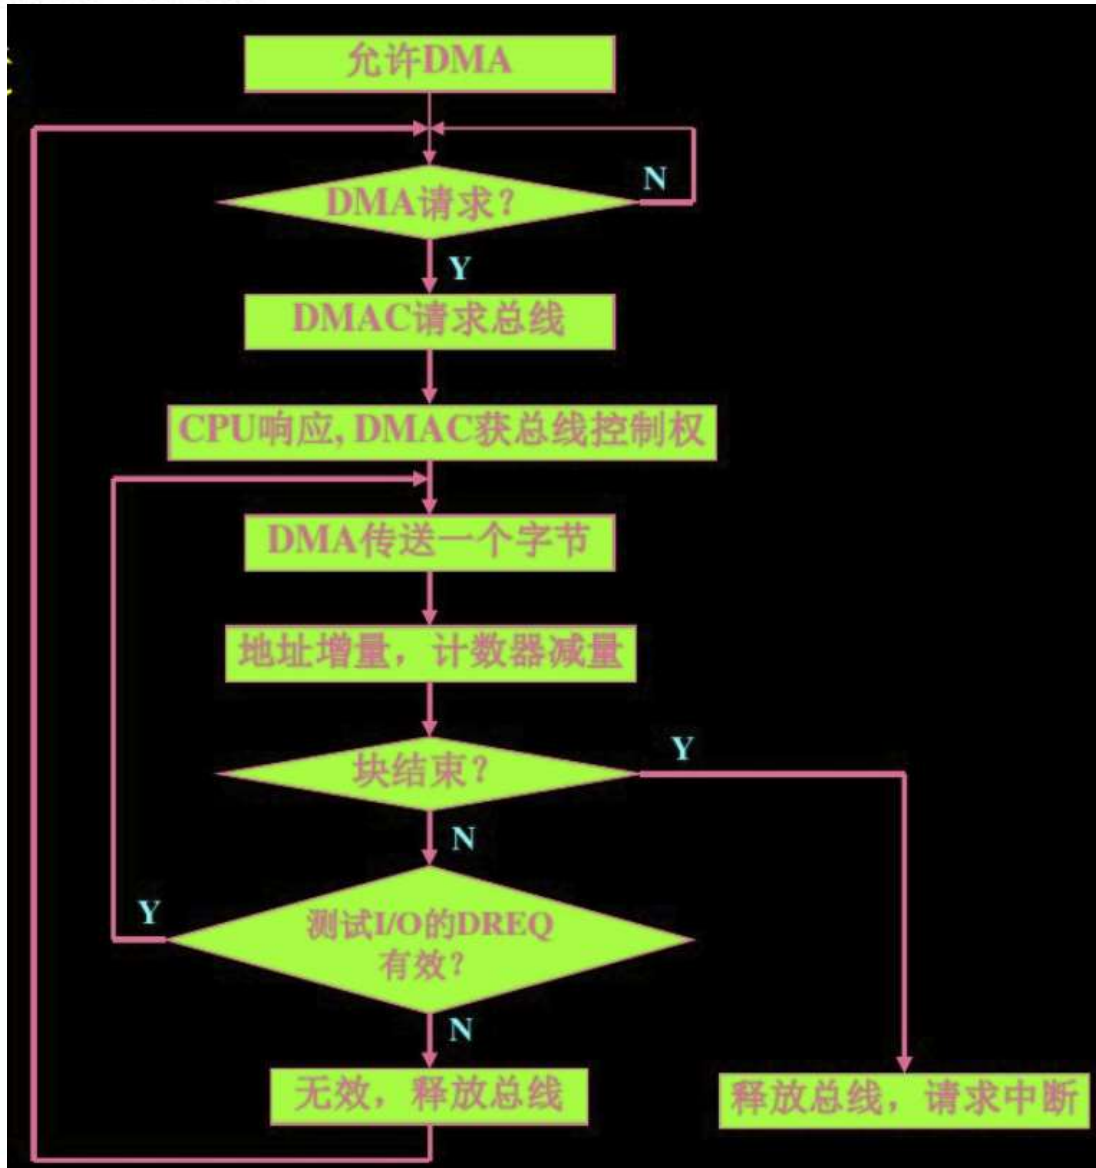 允许DMA
DMA请求？
N
Y
DMAC请求总线
CPU响应, DMAC获总线控制权
DMA传送一个字节
地址增量，计数器减量
块结束？
Y
N
测试I/O的DREQ
有效？
Y
N
无效，释放总线
释放总线，请求中断